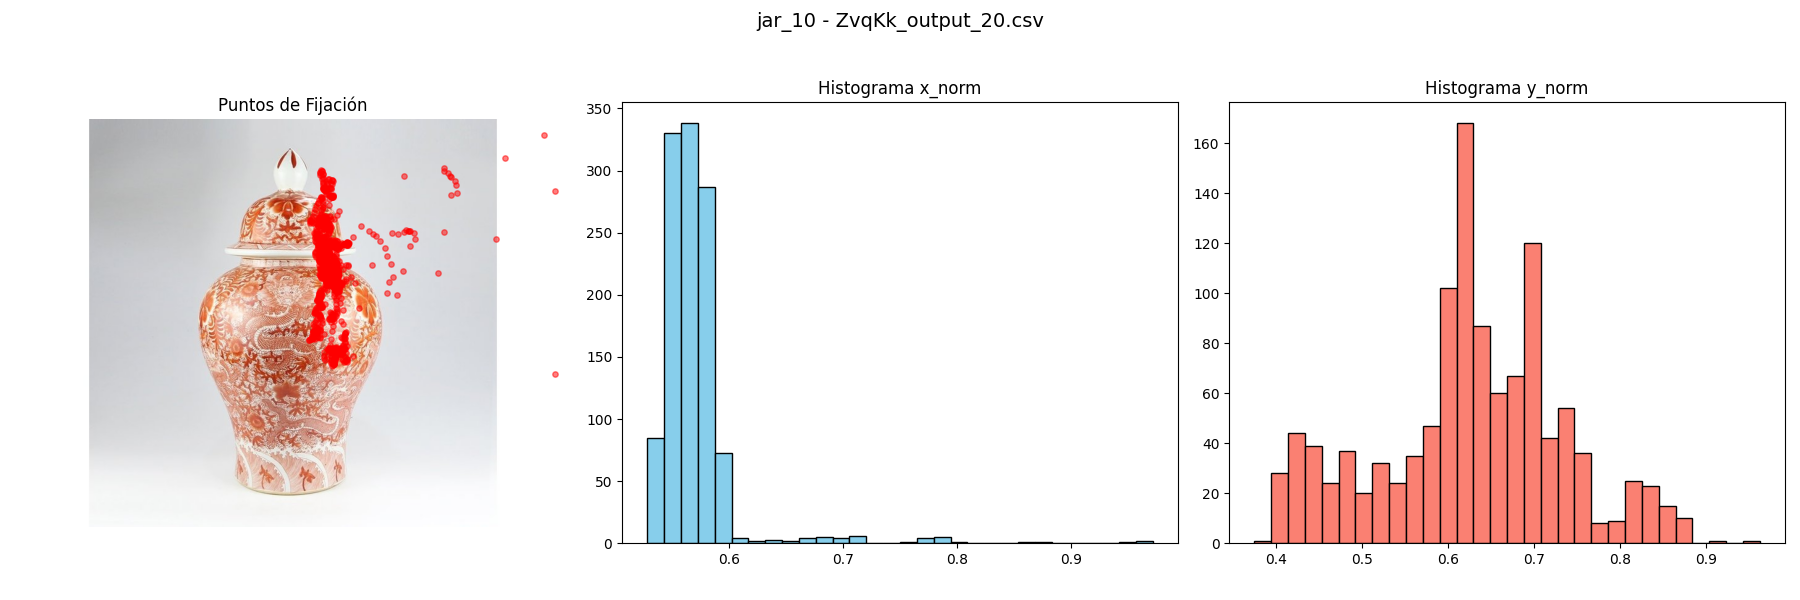 jar_10 - ZvqKk_output_20.csv
Puntos de Fijación
Histograma x_norm
350
300
250
200
150
100
50
0
0.6 0.7 0.8 0.9
Histograma y_norm
160
140
120
100
80
60
40
20
0
0.4 0.5 0.6 0.7 0.8 0.9